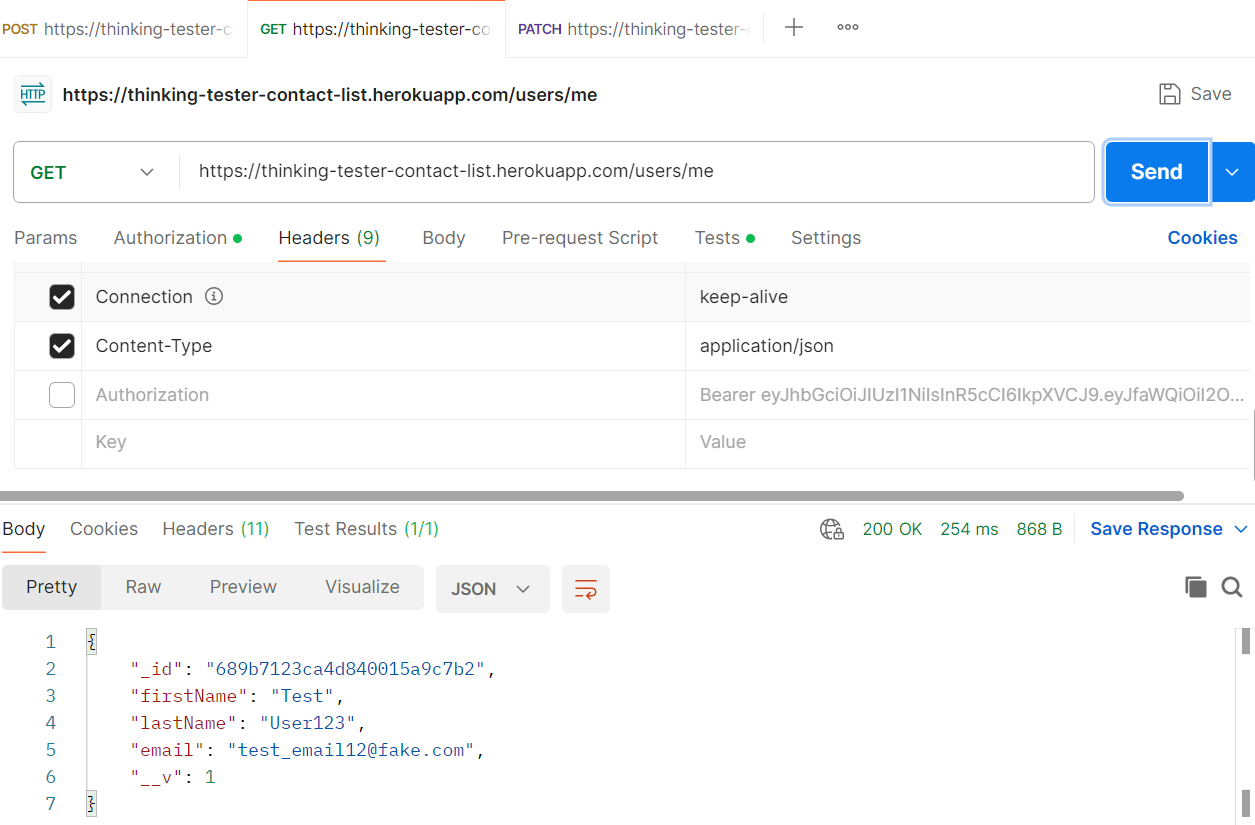 POST https://thinking-tester-c GET https://thinking-tester-co PATCH https://thinking-tester-
HTTP https://thinking-tester-contact-list.herokuapp.com/users/me Save
GET https://thinking-tester-contact-list.herokuapp.com/users/me Send
Params Authorization Headers (9) Body Pre-request Script Tests Settings Cookies
Connection keep-alive
Content-Type application/json
Authorization Bearer eyJhbGciOiJIUzI1NiIsInR5cCI6IkpXVCJ9.eyJfaWQiOiI2O...
Key Value
Body Cookies Headers (11) Test Results (1/1) 200 OK 254 ms 868 B Save Response
Pretty Raw Preview Visualize JSON
1 {
2 "_id": "689b7123ca4d840015a9c7b2",
3 "firstName": "Test",
4 "lastName": "User123",
5 "email": "test_email12@fake.com",
6 "__v": 1
7 }